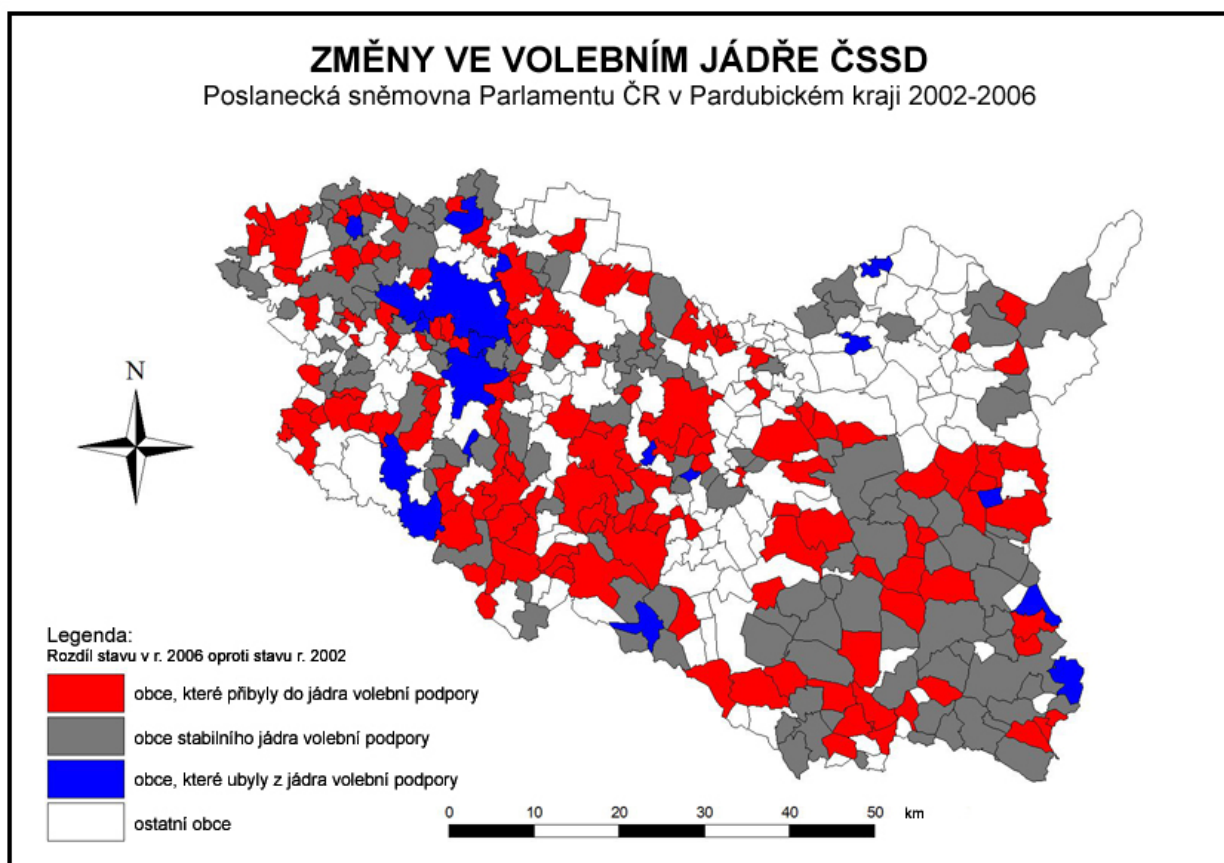 ZMĚNY VE VOLEBNÍM JÁDŘE ČSSD
Poslanecká sněmovna Parlamentu ČR v Pardubickém kraji 2002-2006
N
Legenda:
Rozdíl stavu v r. 2006 oproti stavu r. 2002
obce, které přibyly do jádra volební podpory
obce stabilního jádra volební podpory
obce, které ubyly z jádra volební podpory
ostatní obce
0 10 20 30 40 50 km